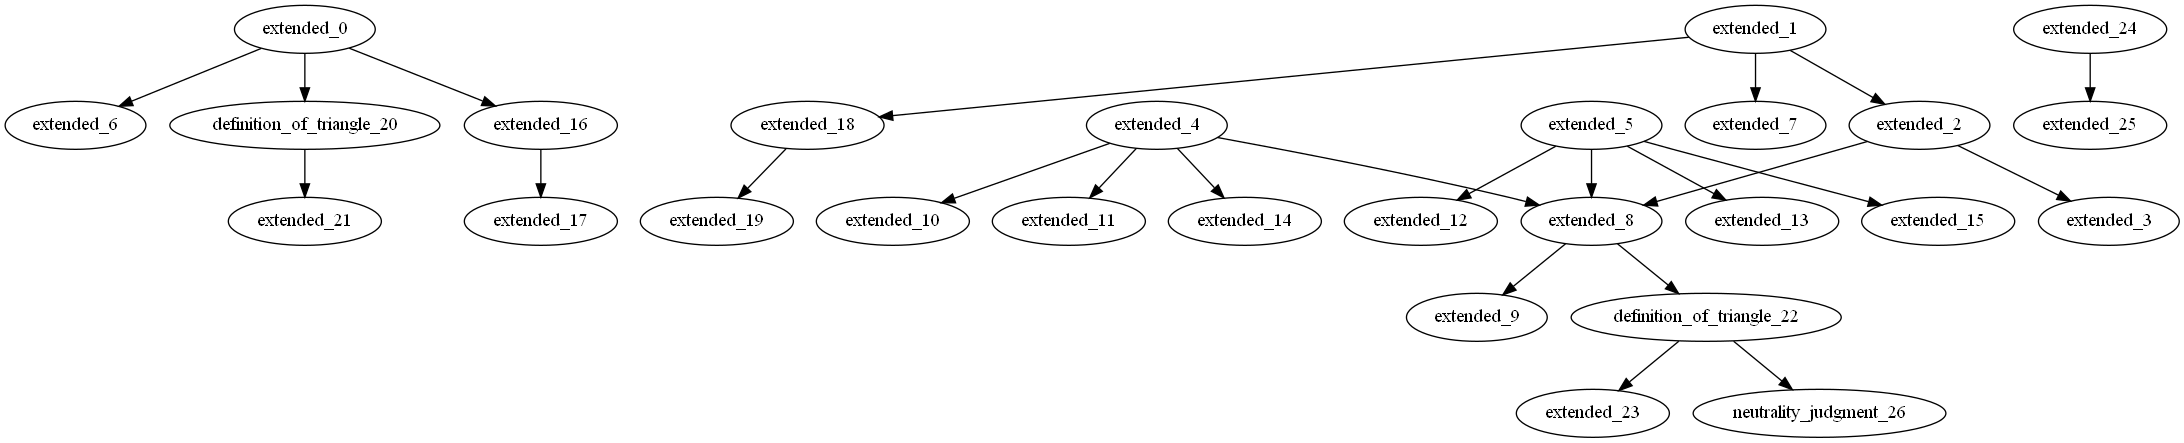 extended_0
extended_1
extended_24
extended_6
definition_of_triangle_20
extended_16
extended_18
extended_4
extended_5
extended_7
extended_2
extended_25
extended_21
extended_17
extended_19
extended_10
extended_11
extended_14
extended_12
extended_8
extended_13
extended_15
extended_3
extended_9
definition_of_triangle_22
extended_23
neutrality_judgment_26